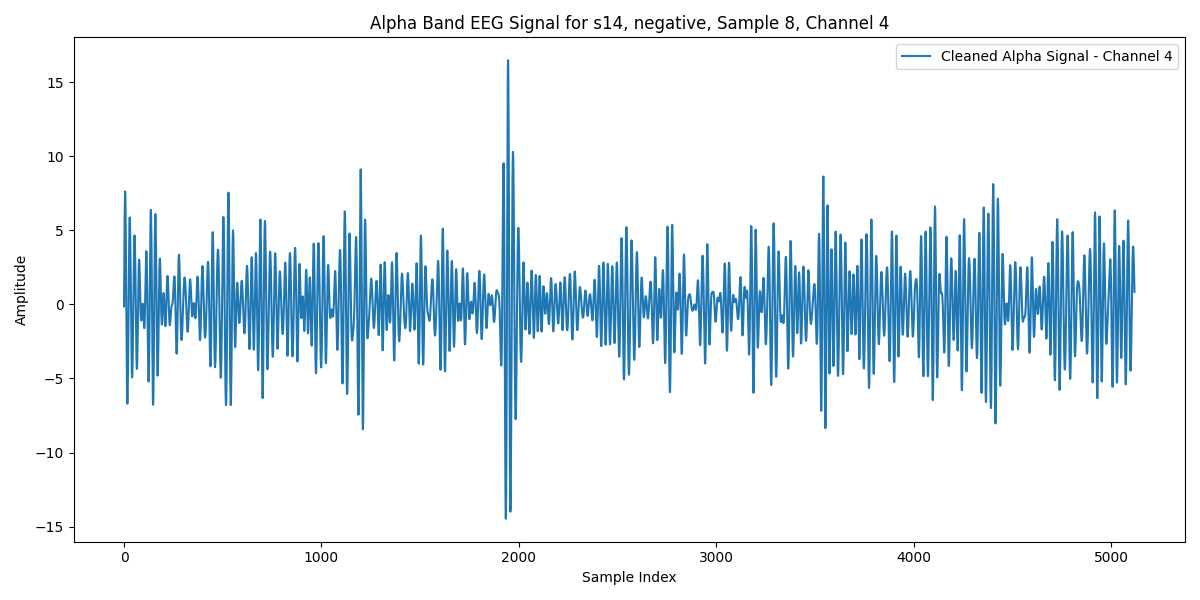 Alpha Band EEG Signal for s14, negative, Sample 8, Channel 4
Cleaned Alpha Signal - Channel 4
15
10
5
0
−5
−10
−15
Amplitude
0 1000 2000 3000 4000 5000
Sample Index